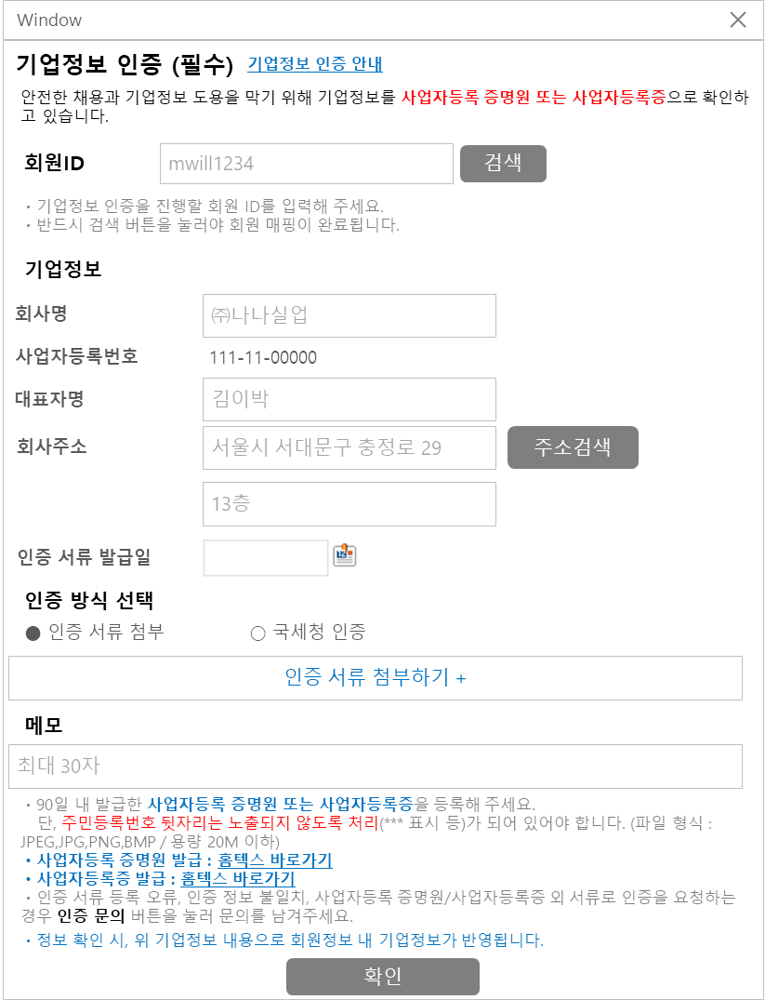 Window
기업정보 인증 (필수) 기업정보 인증 안내
안전한 채용과 기업정보 도용을 막기 위해 기업정보를 사업자등록 증명원 또는 사업자등록증으로 확인하
고 있습니다.
회원ID mwill1234 검색
・기업정보 인증을 진행할 회원 ID를 입력해 주세요.
・반드시 검색 버튼을 눌러야 회원 매핑이 완료됩니다.
기업정보
회사명 ㈜나나실업
사업자등록번호 111-11-00000
대표자명 김이박
회사주소 서울시 서대문구 충정로 29 주소검색
13층
인증 서류 발급일
인증 방식 선택
● 인증 서류 첨부 ○ 국세청 인증
인증 서류 첨부하기 +
메모
최대 30자
・90일 내 발급한 사업자등록 증명원 또는 사업자등록증을 등록해 주세요.
단, 주민등록번호 뒷자리는 노출되지 않도록 처리(*** 표시 등)가 되어 있어야 합니다. (파일 형식 :
JPEG,JPG,PNG,BMP / 용량 20M 이하)
・사업자등록 증명원 발급 : 홈텍스 바로가기
・사업자등록증 발급 : 홈텍스 바로가기
・인증 서류 등록 오류, 인증 정보 불일치, 사업자등록 증명원/사업자등록증 외 서류로 인증을 요청하는
경우 인증 문의 버튼을 눌러 문의를 남겨주세요.
・정보 확인 시, 위 기업정보 내용으로 회원정보 내 기업정보가 반영됩니다.
확인